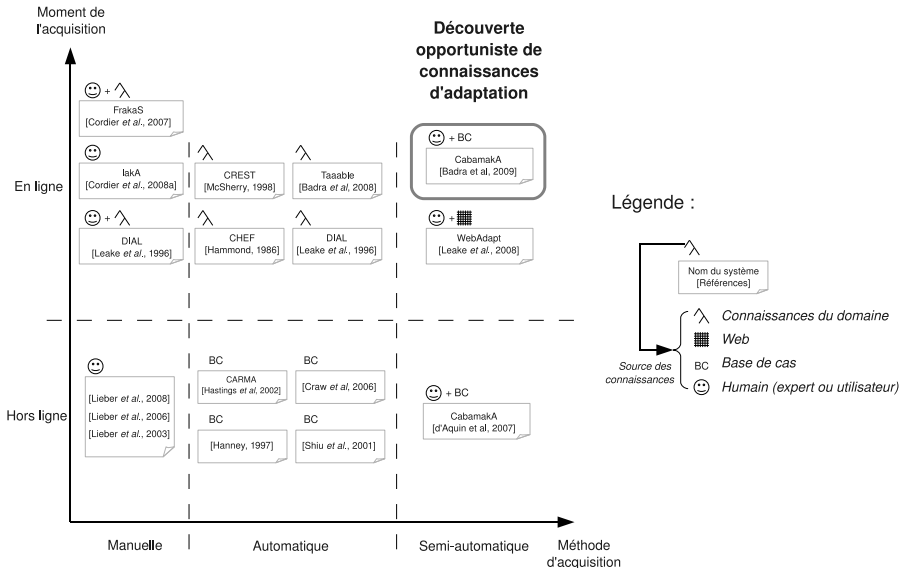 Moment de
l'acquisition
Découverte
opportuniste de
connaissances
d'adaptation
+
FrakaS
[Cordier et al., 2007]
En ligne
IakA
[Cordier et al., 2008a]
CREST
[McSherry, 1998]
Taaable
[Badra et al., 2008]
+ BC
CabamakA
[Badra et al, 2009]
+
DIAL
[Leake et al., 1996]
CHEF
[Hammond, 1986]
DIAL
[Leake et al., 1996]
+
WebAdapt
[Leake et al., 2008]
Hors ligne
[Lieber et al., 2008]
[Lieber et al., 2006]
[Lieber et al., 2003]
BC
CARMA
[Hastings et al, 2002]
BC
[Craw et al., 2006]
BC
[Hanney, 1997]
BC
[Shiu et al., 2001]
+ BC
CabamakA
[d'Aquin et al, 2007]
Manuelle
Automatique
Semi-automatique
Méthode
d'acquisition
Légende :
Nom du système
[Références]
Source des
connaissances
Connaissances du domaine
Web
BC Base de cas
Humain (expert ou utilisateur)